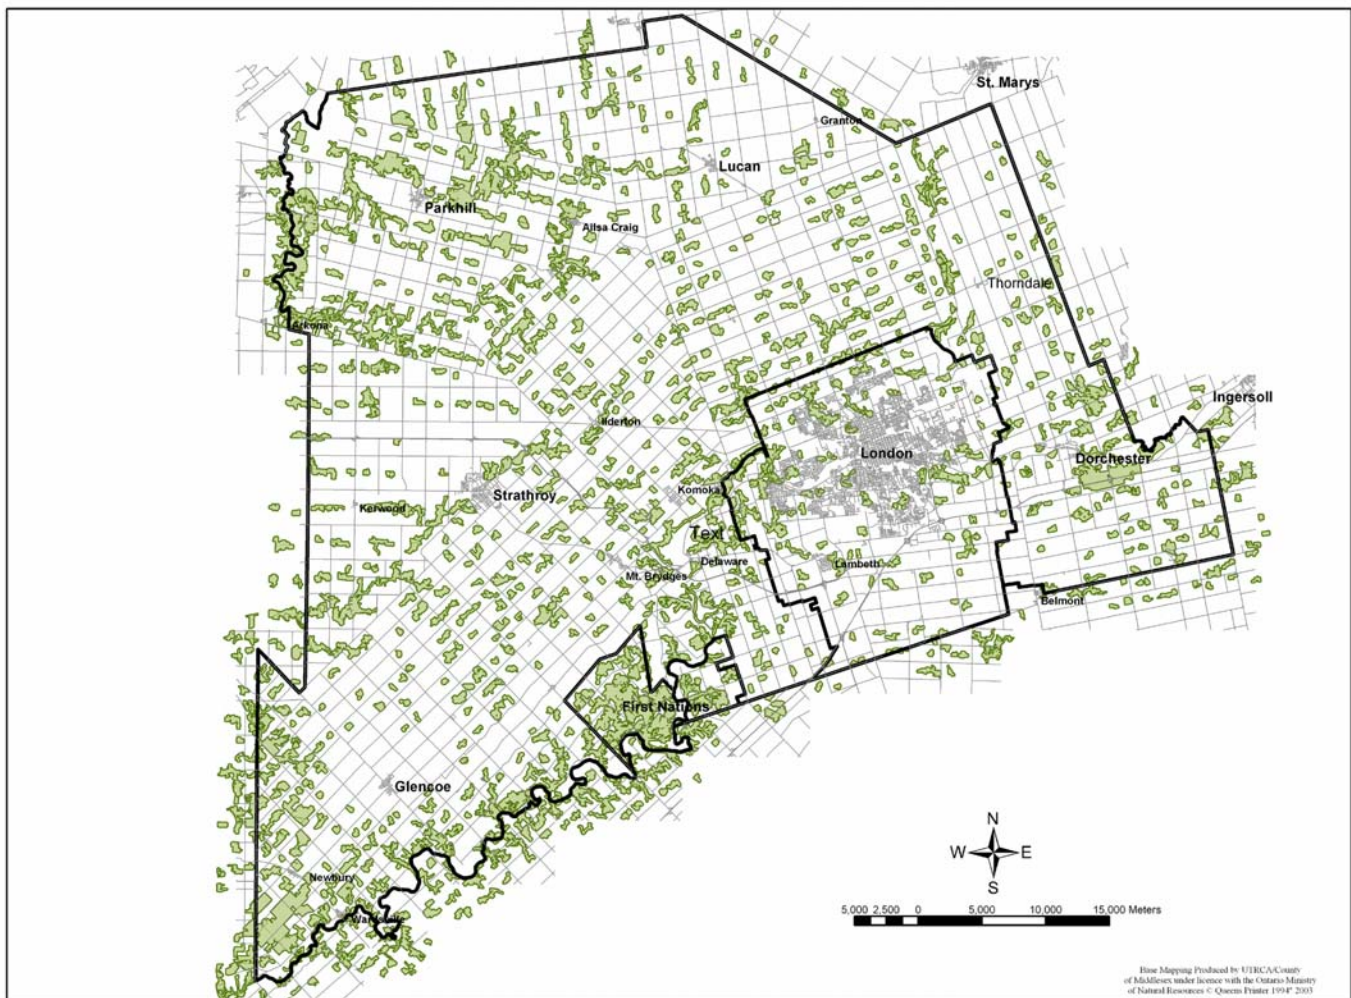 St. Marys
Granton
Lucan
Parkhill
Ailsa Craig
Thorndale
Arkona
Ingersoll
Ilderton
London
Dorchester
Komoka
Strathroy
Kerwood
Text
Delaware
Lambeth
Mt. Brydges
Belmont
First Nations
Glencoe
N
W E
S
Newbury
5,000 2,500 0 5,000 10,000 15,000 Meters
Wardsville
Base Mapping Produced by UTRCA/County
of Middlesex under licence with the Ontario Ministry
of Natural Resources © Queens Printer 1994" 2003